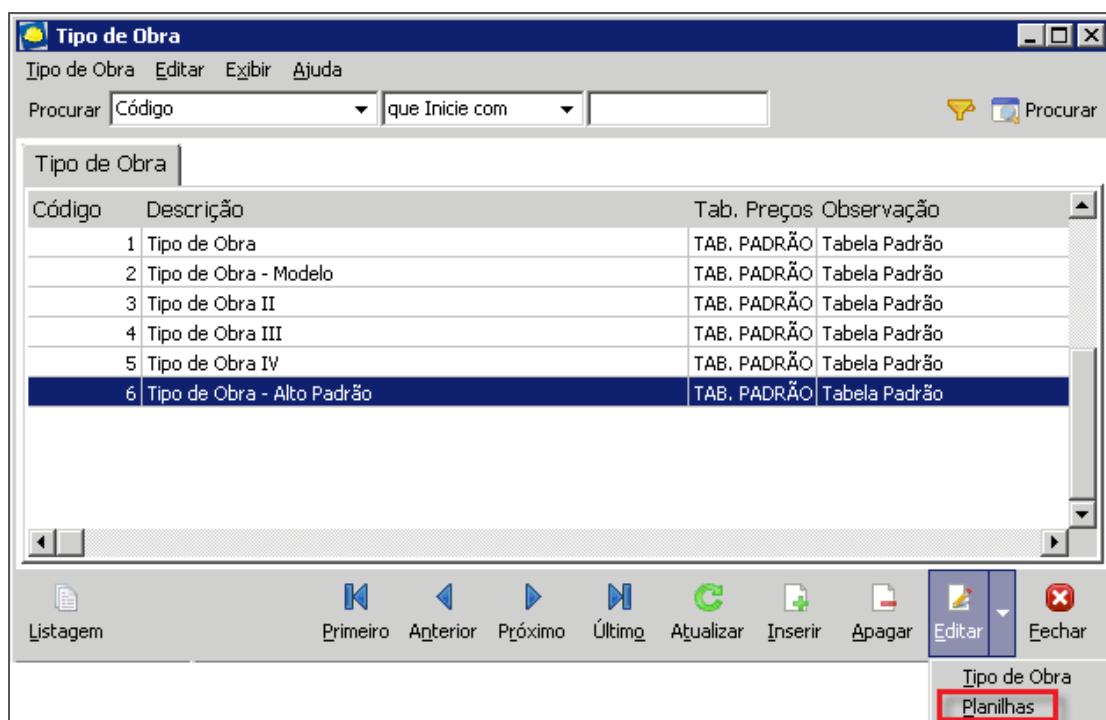 Tipo de Obra
Tipo de Obra Editar Exibir Ajuda
Procurar Código que Inicie com Procurar
Tipo de Obra
Código Descrição Tab. Preços Observação
1 Tipo de Obra TAB. PADRÃO Tabela Padrão
2 Tipo de Obra - Modelo TAB. PADRÃO Tabela Padrão
3 Tipo de Obra II TAB. PADRÃO Tabela Padrão
4 Tipo de Obra III TAB. PADRÃO Tabela Padrão
5 Tipo de Obra IV TAB. PADRÃO Tabela Padrão
6 Tipo de Obra - Alto Padrão TAB. PADRÃO Tabela Padrão
Listagem Primeiro Anterior Próximo Último Atualizar Inserir Apagar Editar Fechar
Tipo de Obra
Planilhas